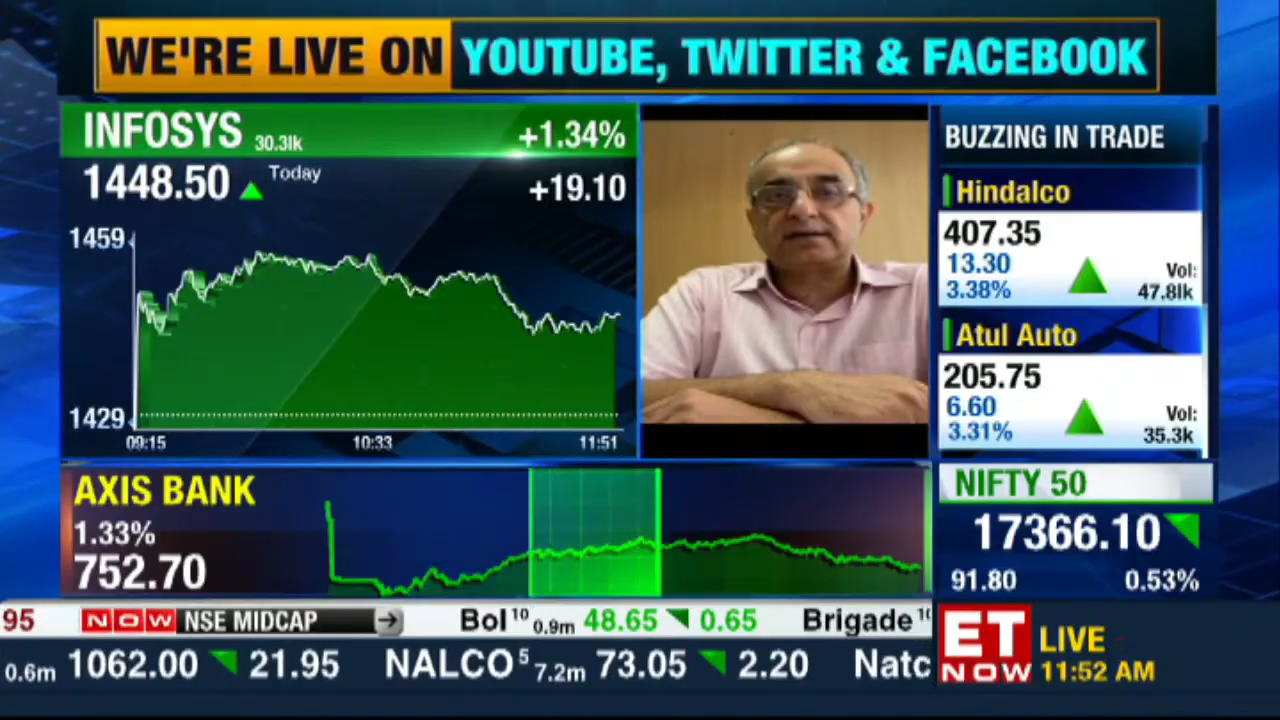 WE'RE LIVE ON YOUTUBE, TWITTER & FACEBOOK
INFOSYS 30.3lk +1.34%
1448.50 Today +19.10
1459
1429
09:15 10:33 11:51
BUZZING IN TRADE
Hindalco
407.35
13.30
3.38%
Vol:
47.8lk
Atul Auto
205.75
6.60
3.31%
Vol:
35.3k
AXIS BANK
1.33%
752.70
NIFTY 50
17366.10
91.80 0.53%
95 NOW NSE MIDCAP Bol 10 0.9m 48.65 0.65 Brigade 10
0.6m 1062.00 21.95 NALCO 5 7.2m 73.05 2.20 Natc
ET NOW
LIVE
11:52 AM